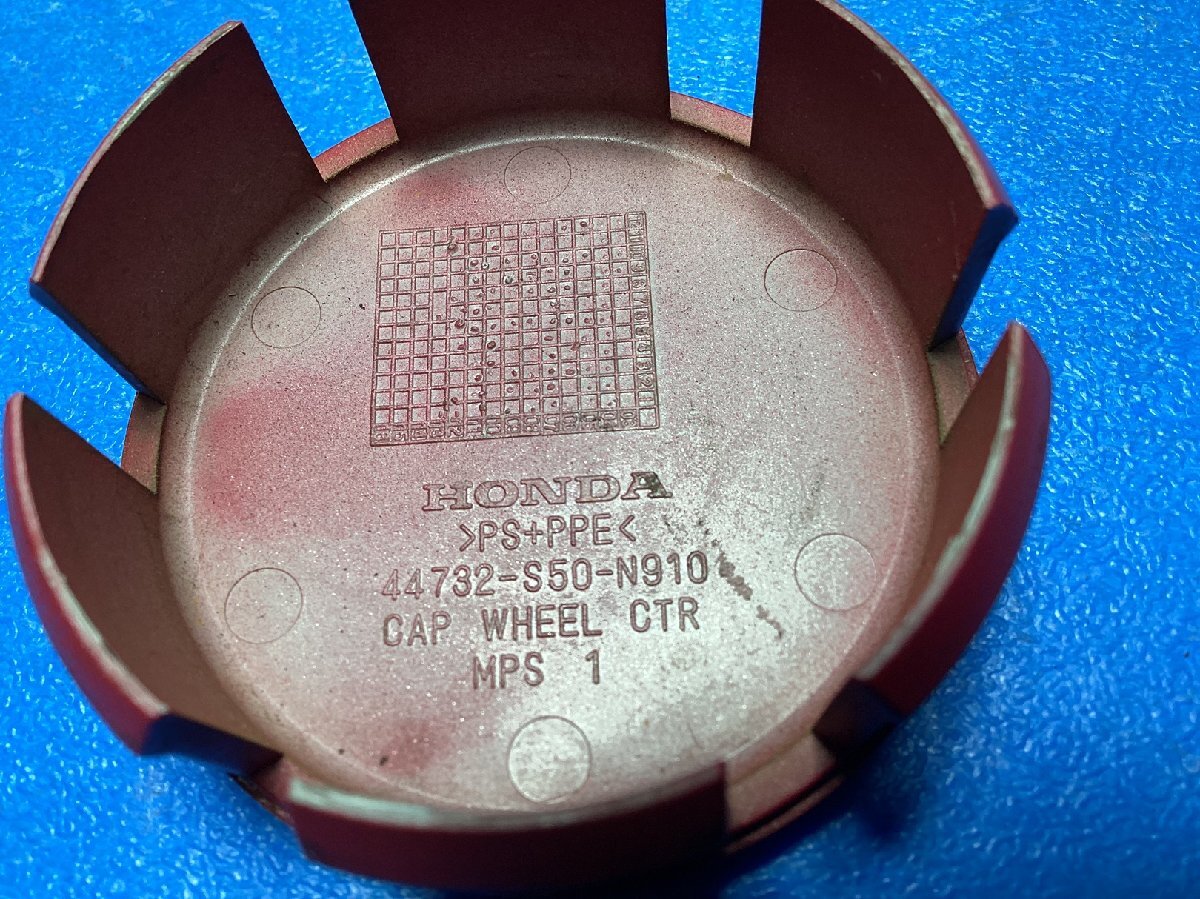 HONDA
>PS+PPE<
44732-S50-N910
CAP WHEEL CTR
MPS 1